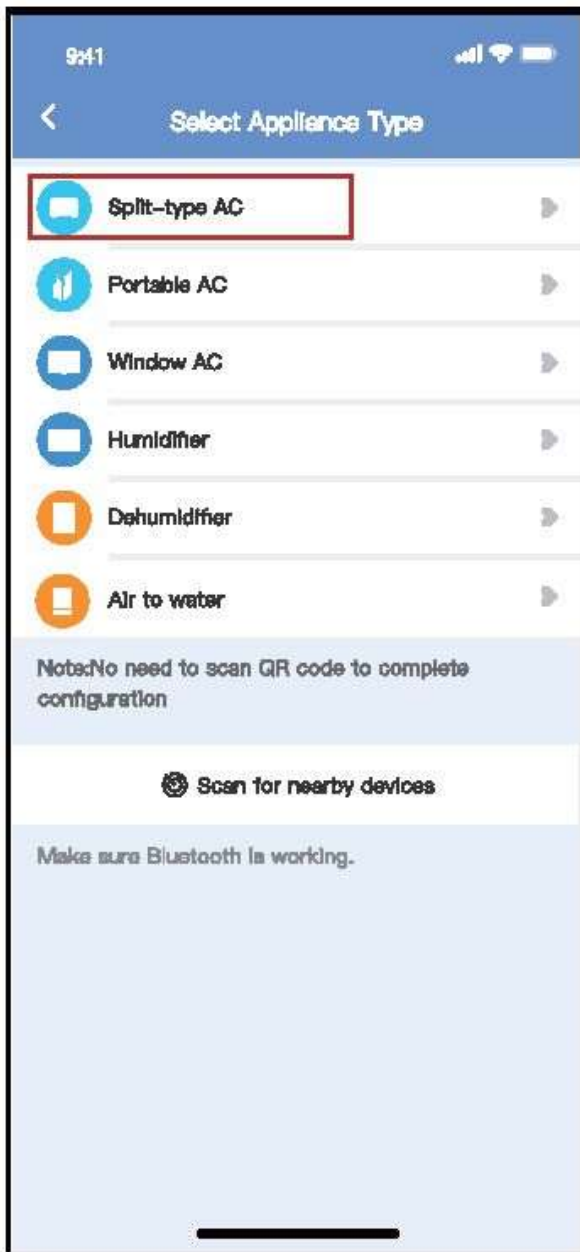 9:41
Select Appliance Type
Split-type AC
Portable AC
Window AC
Humidifier
Dehumidifier
Air to water
Note:No need to scan QR code to complete
configuration
Scan for nearby devices
Make sure Bluetooth is working.